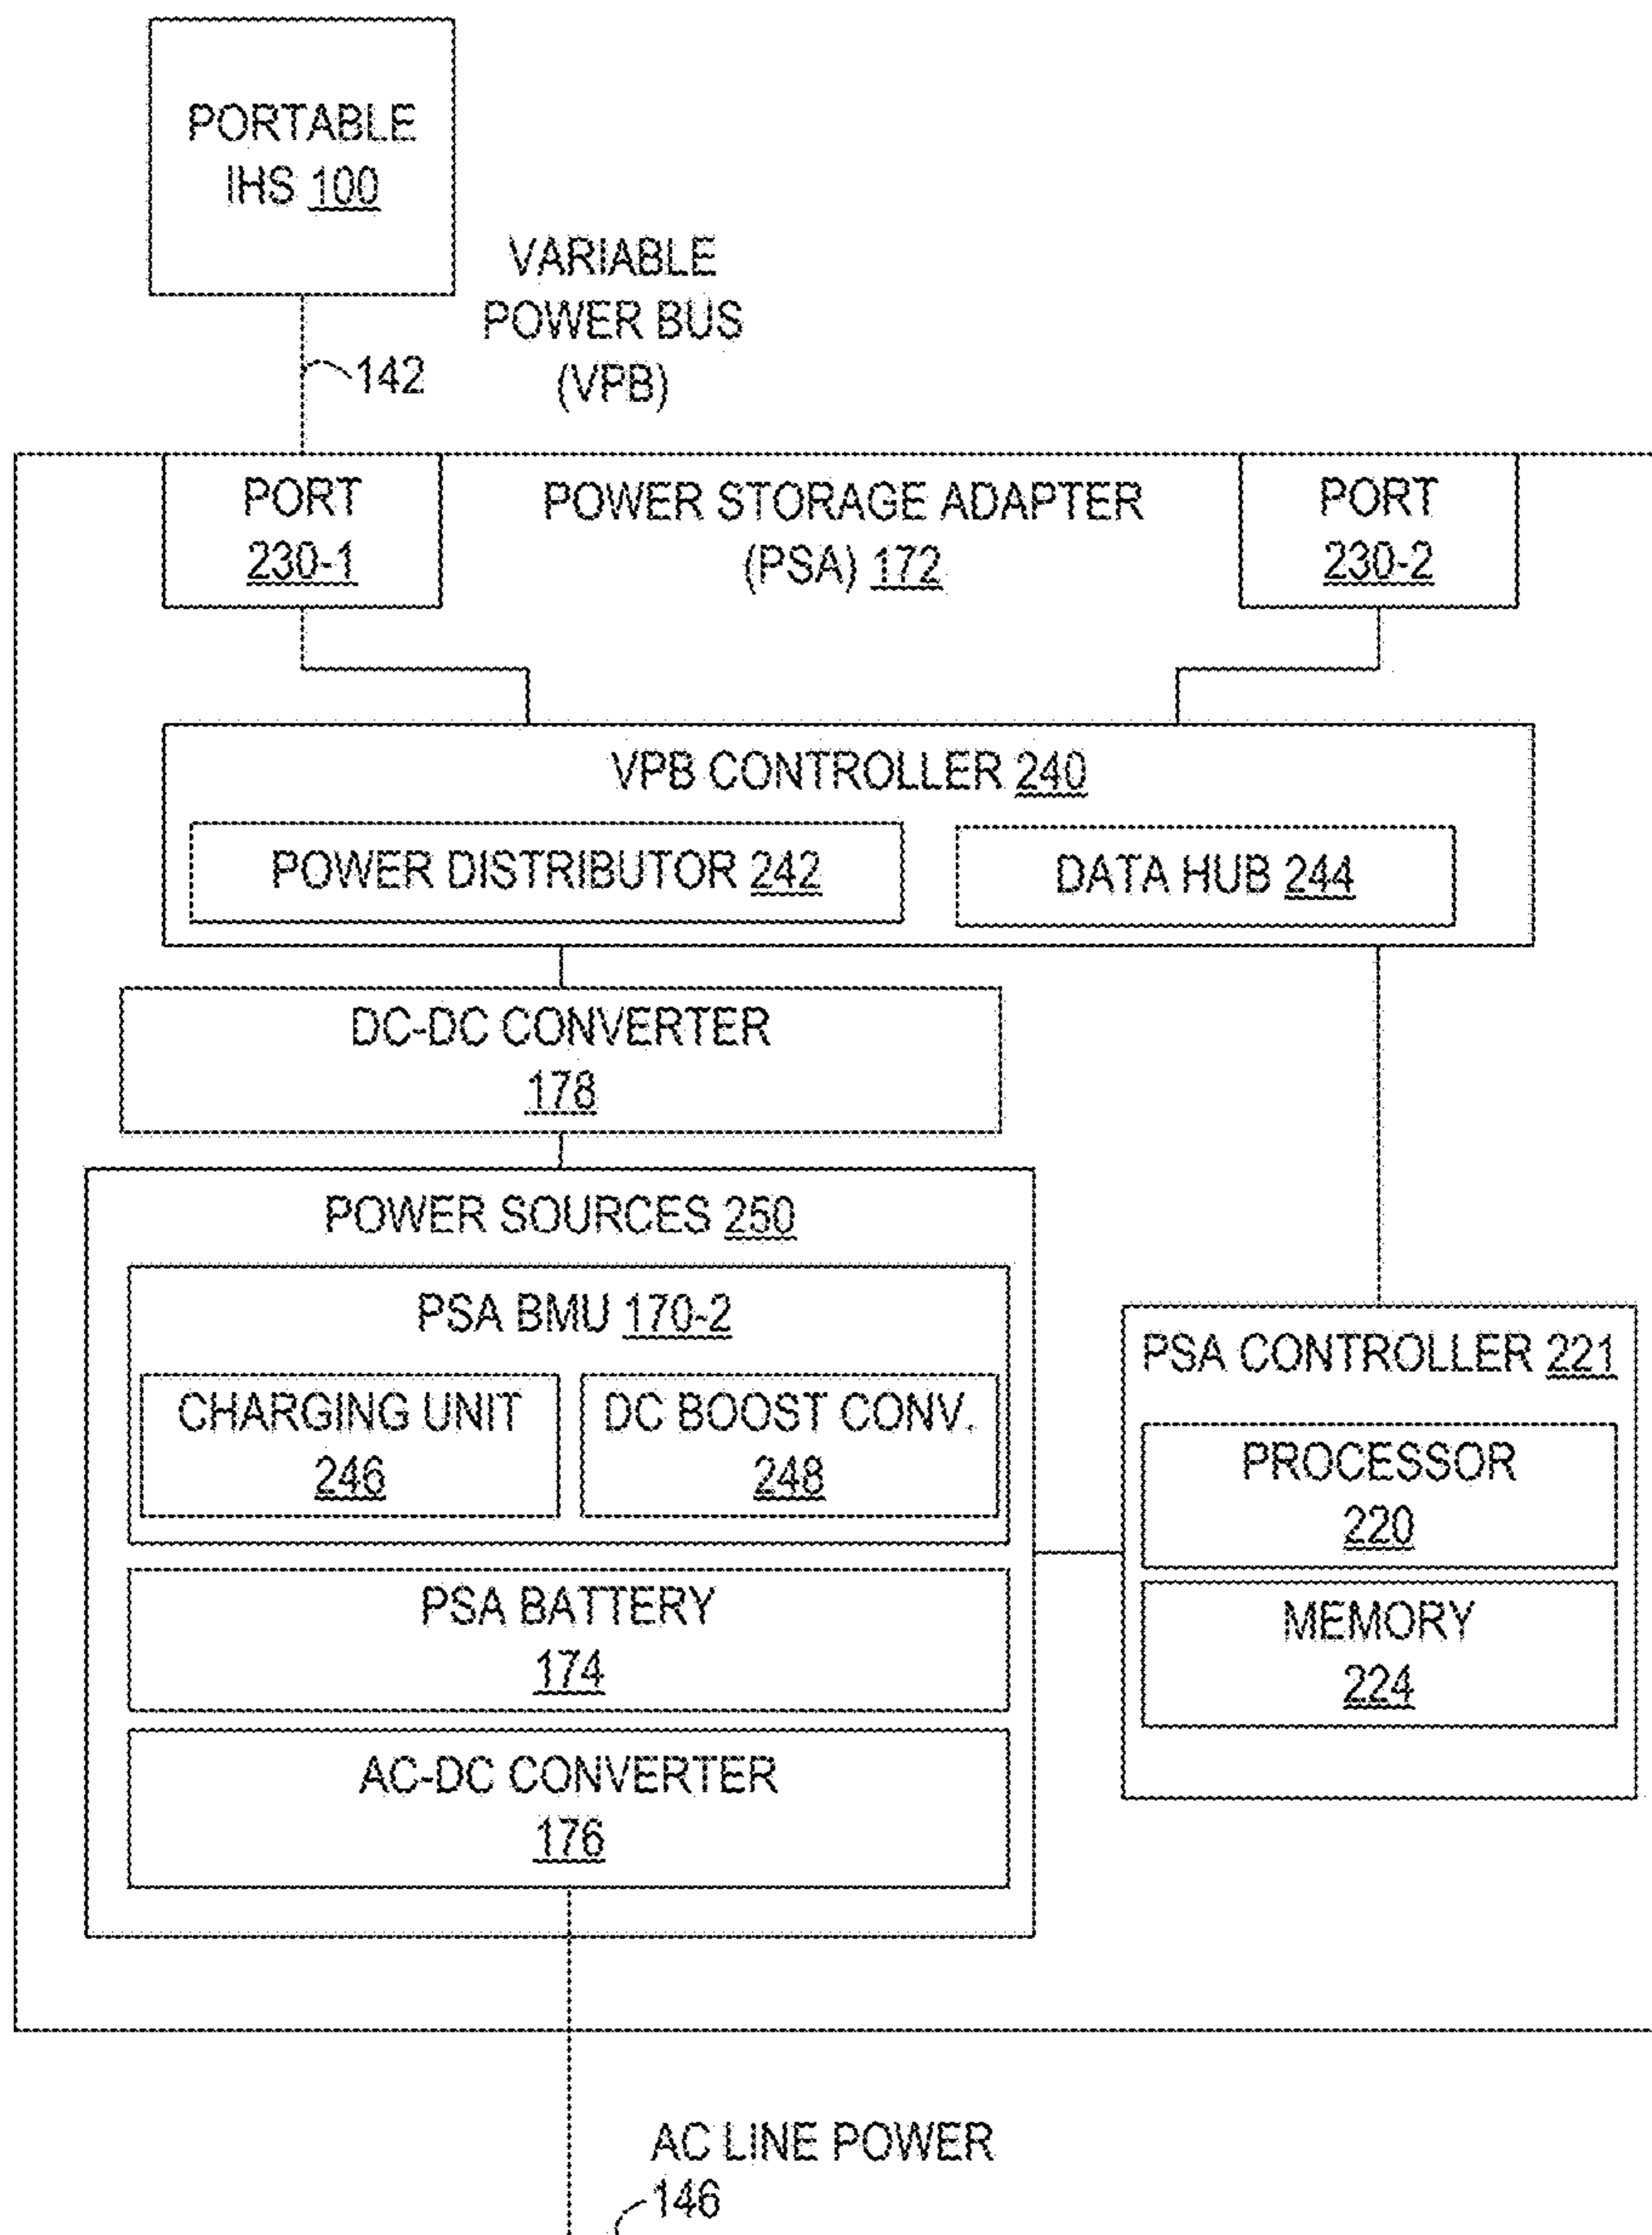 PORTABLE
IHS 100
VARIABLE
POWER BUS
(VPB)
142
PORT
230-1
POWER STORAGE ADAPTER
(PSA) 172
PORT
230-2
VPB CONTROLLER 240
POWER DISTRIBUTOR 242
DATA HUB 244
DC-DC CONVERTER
178
POWER SOURCES 250
PSA BMU 170-2
CHARGING UNIT
246
DC BOOST CONV.
248
PSA BATTERY
174
AC-DC CONVERTER
176
PSA CONTROLLER 221
PROCESSOR
220
MEMORY
224
AC LINE POWER
146